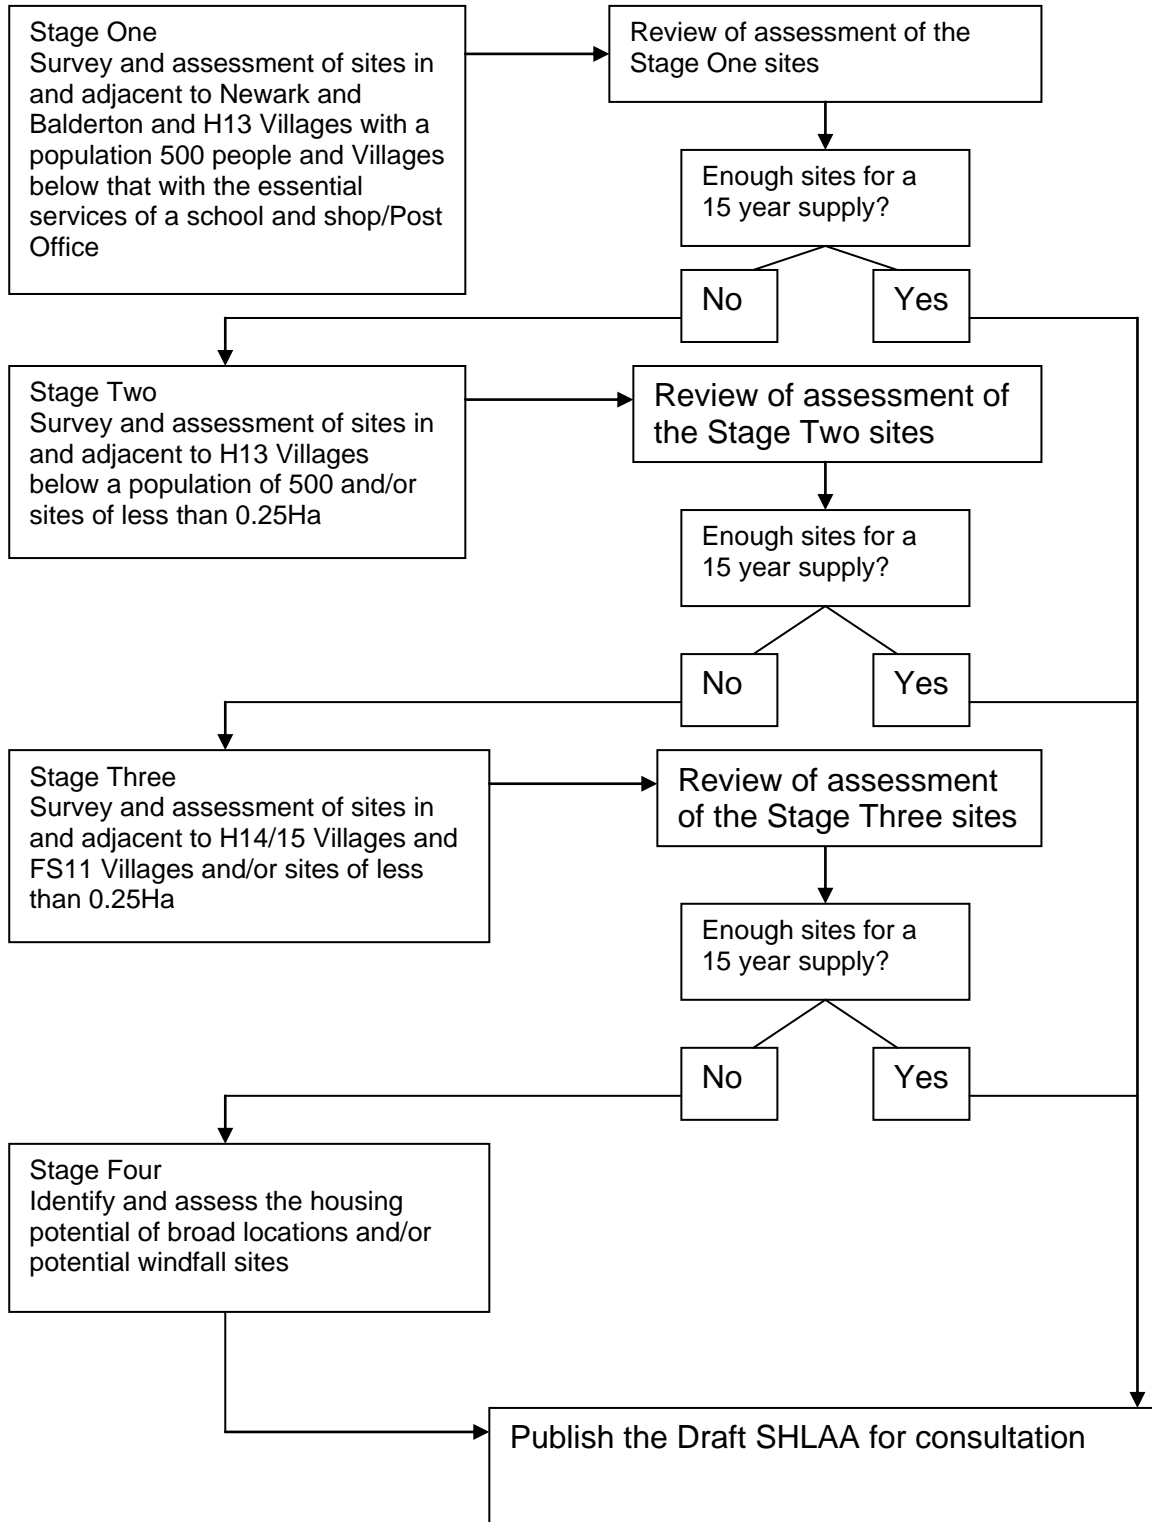 Stage One
Survey and assessment of sites in
and adjacent to Newark and
Balderton and H13 Villages with a
population 500 people and Villages
below that with the essential
services of a school and shop/Post
Office
Review of assessment of the
Stage One sites
Enough sites for a
15 year supply?
No
Yes
Stage Two
Survey and assessment of sites in
and adjacent to H13 Villages
below a population of 500 and/or
sites of less than 0.25Ha
Review of assessment of
the Stage Two sites
Enough sites for a
15 year supply?
No
Yes
Stage Three
Survey and assessment of sites in
and adjacent to H14/15 Villages and
FS11 Villages and/or sites of less
than 0.25Ha
Review of assessment
of the Stage Three sites
Enough sites for a
15 year supply?
No
Yes
Stage Four
Identify and assess the housing
potential of broad locations and/or
potential windfall sites
Publish the Draft SHLAA for consultation